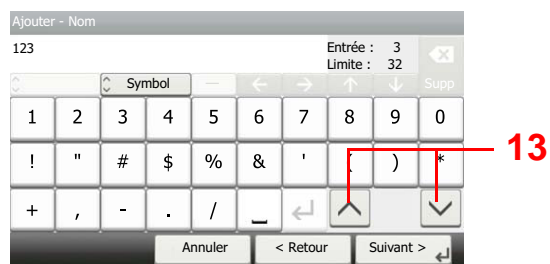 Ajouter - Nom
123 Entrée : 3
Limite : 32
Symbol Supp
1 2 3 4 5 6 7 8 9 0
! " # $ % & ' ( ) *
+ , - . / _
Annuler < Retour Suivant >
13